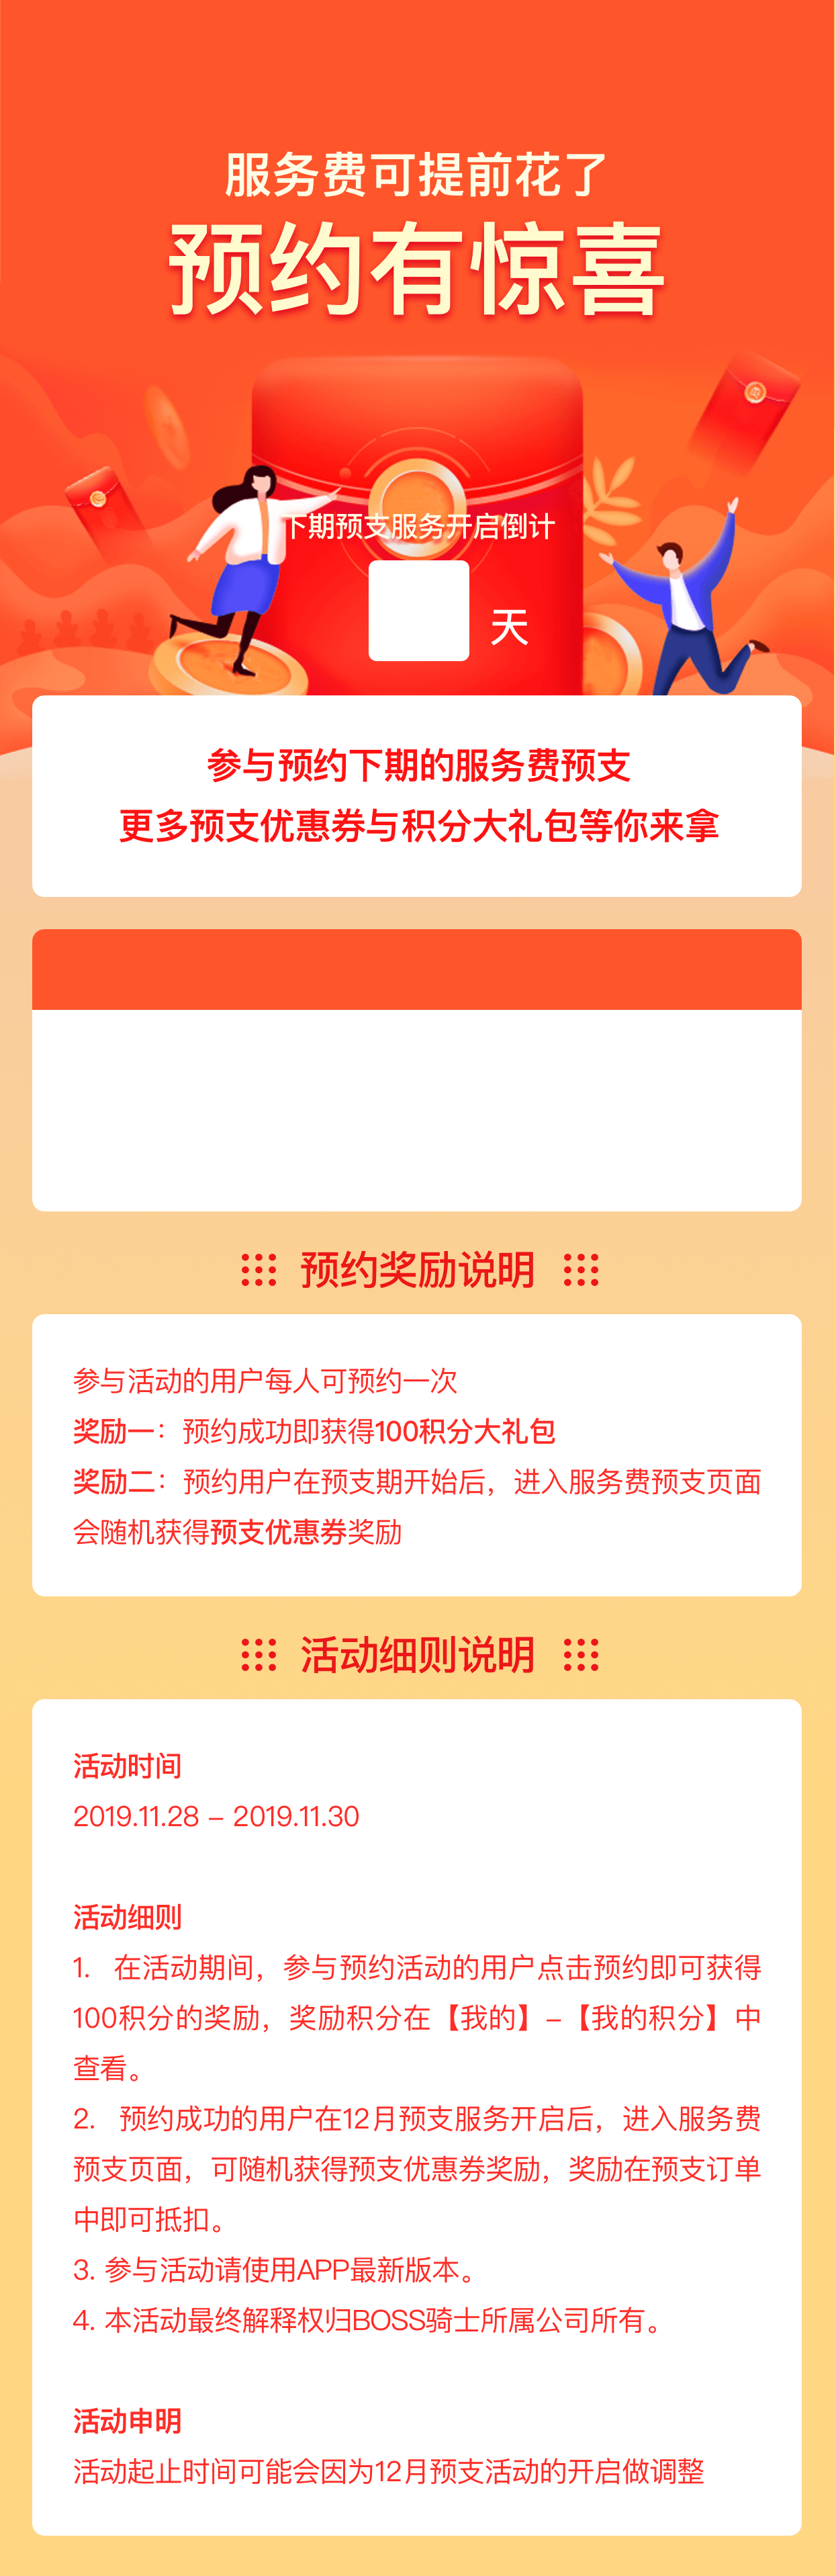 服务费可提前花了
预约有惊喜
下期预支服务开启倒计
天
参与预约下期的服务费预支
更多预支优惠券与积分大礼包等你来拿
预约奖励说明
参与活动的用户每人可预约一次
奖励一：预约成功即获得100积分大礼包
奖励二：预约用户在预支期开始后，进入服务费预支页面
会随机获得预支优惠券奖励
活动细则说明
活动时间
2019.11.28 - 2019.11.30
活动细则
1. 在活动期间，参与预约活动的用户点击预约即可获得
100积分的奖励，奖励积分在【我的】-【我的积分】中
查看。
2. 预约成功的用户在12月预支服务开启后，进入服务费
预支页面，可随机获得预支优惠券奖励，奖励在预支订单
中即可抵扣。
3. 参与活动请使用APP最新版本。
4. 本活动最终解释权归BOSS骑士所属公司所有。
活动申明
活动起止时间可能会因为12月预支活动的开启做调整